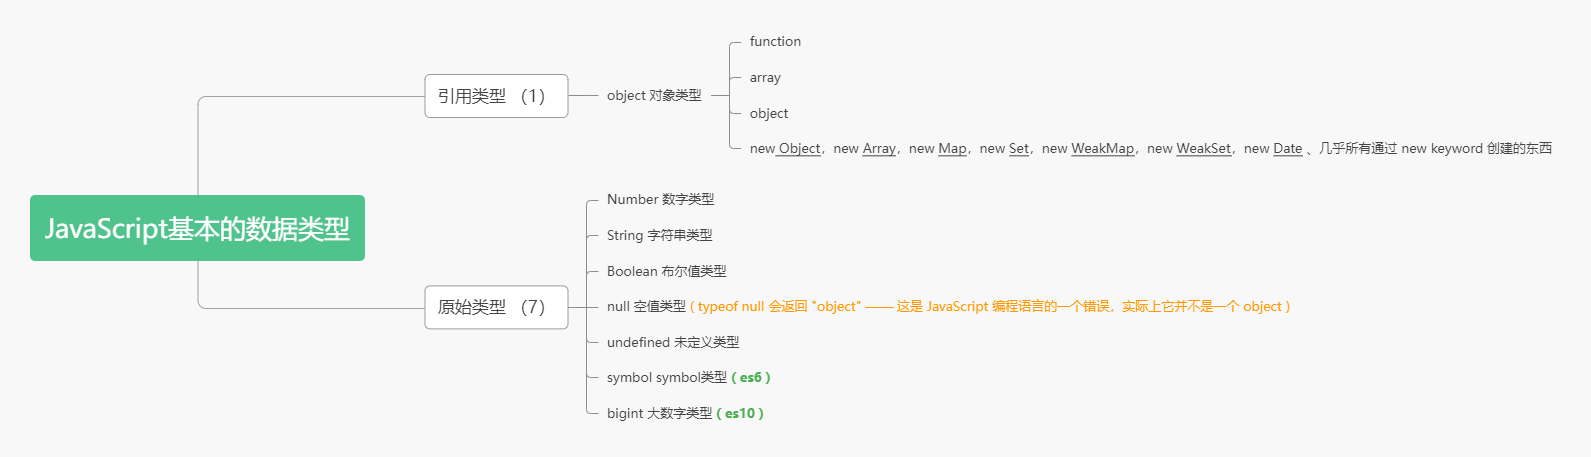 JavaScript基本的数据类型
引用类型 （1）
object 对象类型
function
array
object
new Object，new Array，new Map，new Set，new WeakMap，new WeakSet，new Date 、几乎所有通过 new keyword 创建的东西
原始类型 （7）
Number 数字类型
String 字符串类型
Boolean 布尔值类型
null 空值类型 ( typeof null 会返回 "object" —— 这是 JavaScript 编程语言的一个错误，实际上它并不是一个 object )
undefined 未定义类型
symbol symbol类型 ( es6 )
bigint 大数字类型 ( es10 )